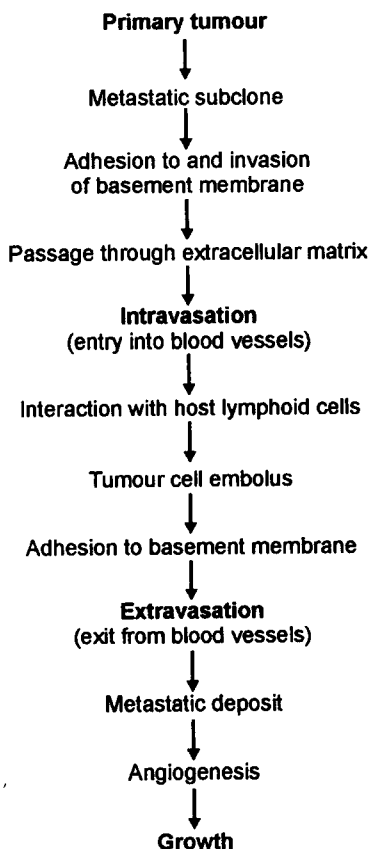 Primary tumour
Metastatic subclone
Adhesion to and invasion
of basement membrane
Passage through extracellular matrix
Intravasation
(entry into blood vessels)
Interaction with host lymphoid cells
Tumour cell embolus
Adhesion to basement membrane
Extravasation
(exit from blood vessels)
Metastatic deposit
Angiogenesis
Growth